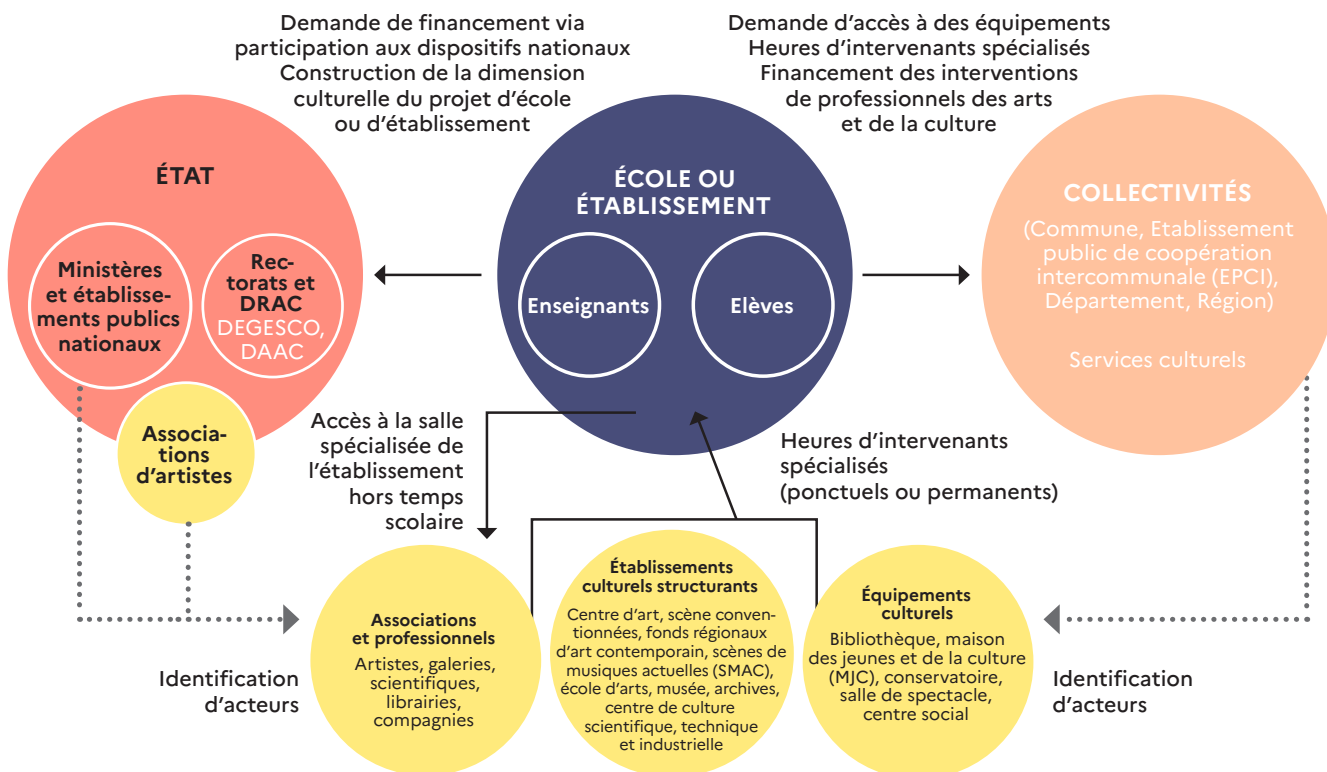 Demande de financement via
participation aux dispositifs nationaux
Construction de la dimension
culturelle du projet d'école
ou d'établissement
Demande d'accès à des équipements
Heures d'intervenants spécialisés
Financement des interventions
de professionnels des arts
et de la culture
ÉTAT
Ministères
et établisse-
ments publics
nationaux
Rec-
torats et
DRAC
DEGESCO,
DAAC
Associa-
tions
d'artistes
ÉCOLE OU
ÉTABLISSEMENT
Enseignants
Elèves
COLLECTIVITÉS
(Commune, Etablissement
public de coopération
intercommunale (EPCI),
Département, Région)
Services culturels
Accès à la salle
spécialisée de
l'établissement
hors temps
scolaire
Heures d'intervenants
spécialisés
(ponctuels ou permanents)
Identification
d'acteurs
Associations
et professionnels
Artistes, galeries,
scientifiques,
librairies,
compagnies
Établissements
culturels structurants
Centre d'art, scène conven-
tionnées, fonds régionaux
d'art contemporain, scènes de
musiques actuelles (SMAC),
école d'arts, musée, archives,
centre de culture
scientifique, technique
et industrielle
Équipements
culturels
Bibliothèque, maison
des jeunes et de la culture
(MJC), conservatoire,
salle de spectacle,
centre social
Identification
d'acteurs